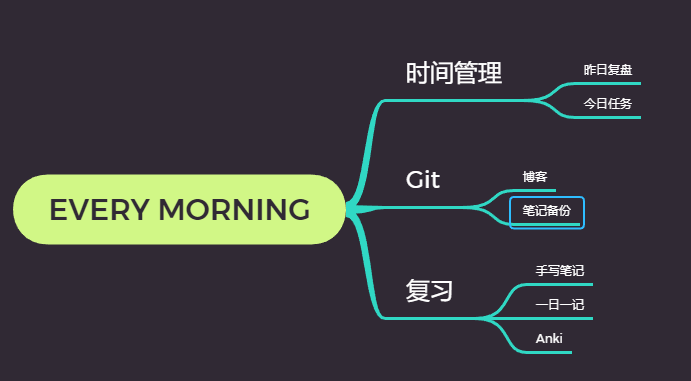 EVERY MORNING
时间管理
昨日复盘
今日任务
Git
博客
笔记备份
复习
手写笔记
一日一记
Anki